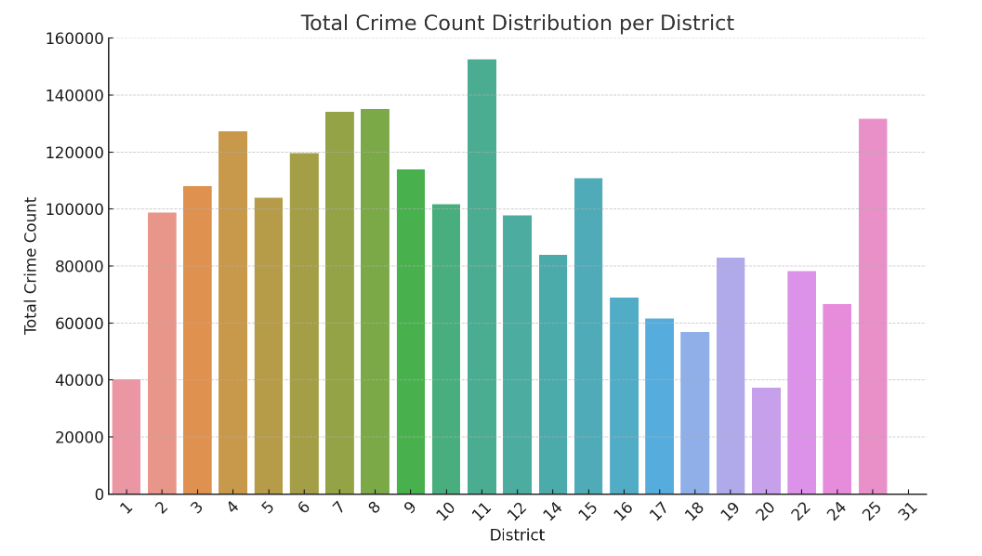 Total Crime Count Distribution per District
160000
140000
120000
100000
80000
60000
40000
20000
0
Total Crime Count
1 2 3 4 5 6 7 8 9 10 11 12 14 15 16 17 18 19 20 22 24 25 31
District